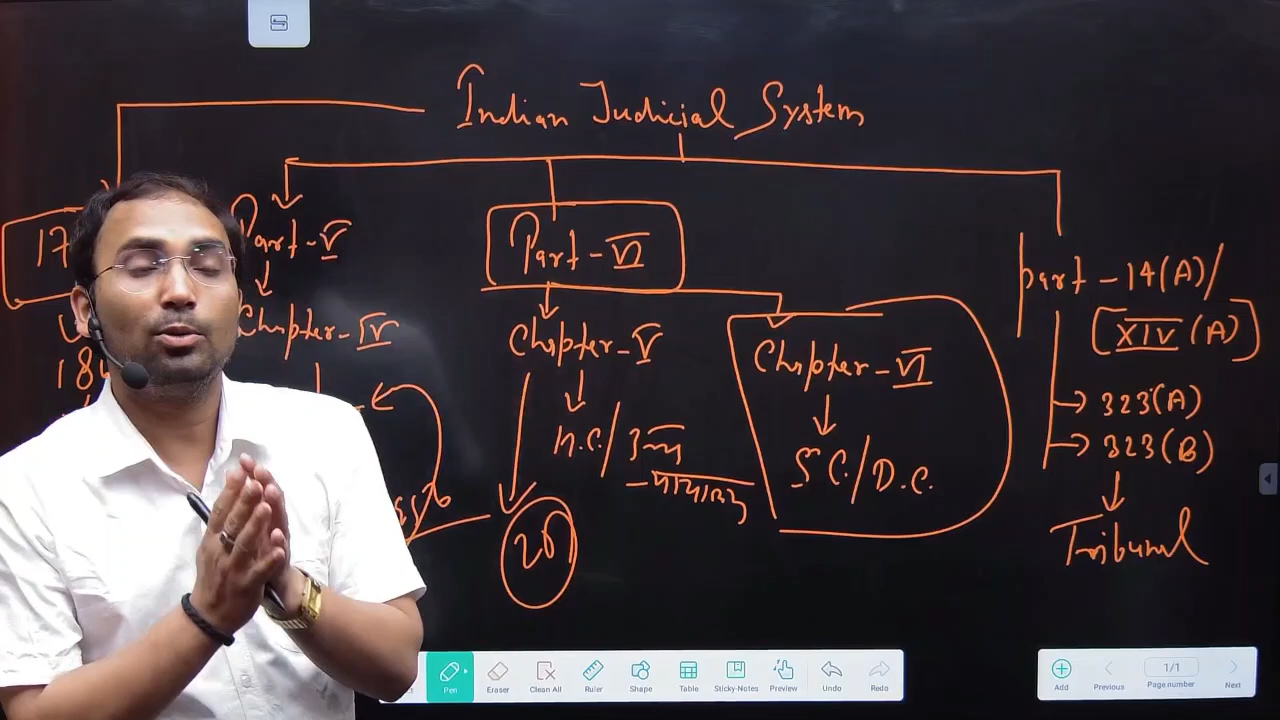 Indian Judicial System
17
Part-V
Part-VI
part-14(A)/
[XIV(A)]
Chapter-IV
Chapter-V
Chapter-VI
18
H.C./उच्च
न्यायालय
S.C./D.C.
→ 323(A)
→ 323(B)
Tribunal
Pen
Eraser
Clean All
Ruler
Shape
Table
Sticky-Notes
Preview
Undo
Redo
Add
Previous
1/1
Page number
Next